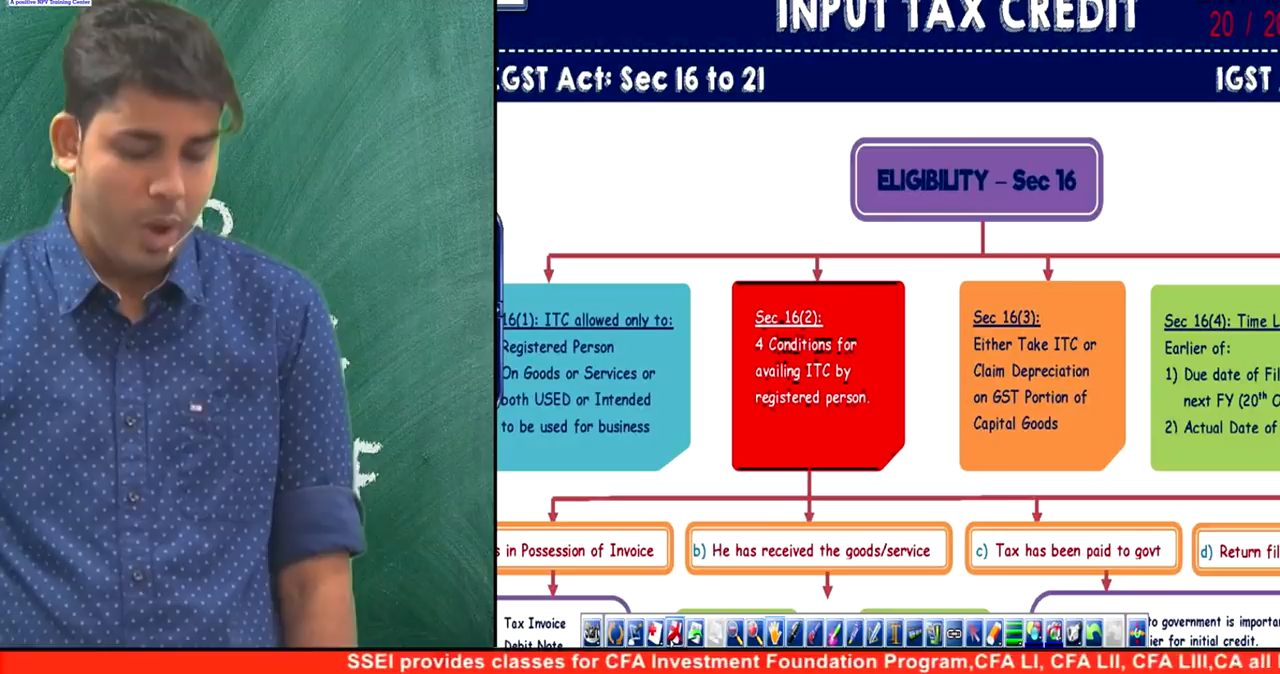 A positive NPV Training Center
INPUT TAX CREDIT
20 / 20
CGST Act: Sec 16 to 21
IGST
ELIGIBILITY – Sec 16
16(1): ITC allowed only to:
Registered Person
On Goods or Services or
both USED or Intended
to be used for business
Sec 16(2):
4 Conditions for
availing ITC by
registered person.
Sec 16(3):
Either Take ITC or
Claim Depreciation
on GST Portion of
Capital Goods
Sec 16(4): Time L
Earlier of:
1) Due date of Fil
next FY (20th O
2) Actual Date of
s in Possession of Invoice
b) He has received the goods/service
c) Tax has been paid to govt
d) Return fil
Tax Invoice
Debit Note
to government is importa
ier for initial credit.
SSEI provides classes for CFA Investment Foundation Program,CFA LI, CFA LII, CFA LIII,CA all